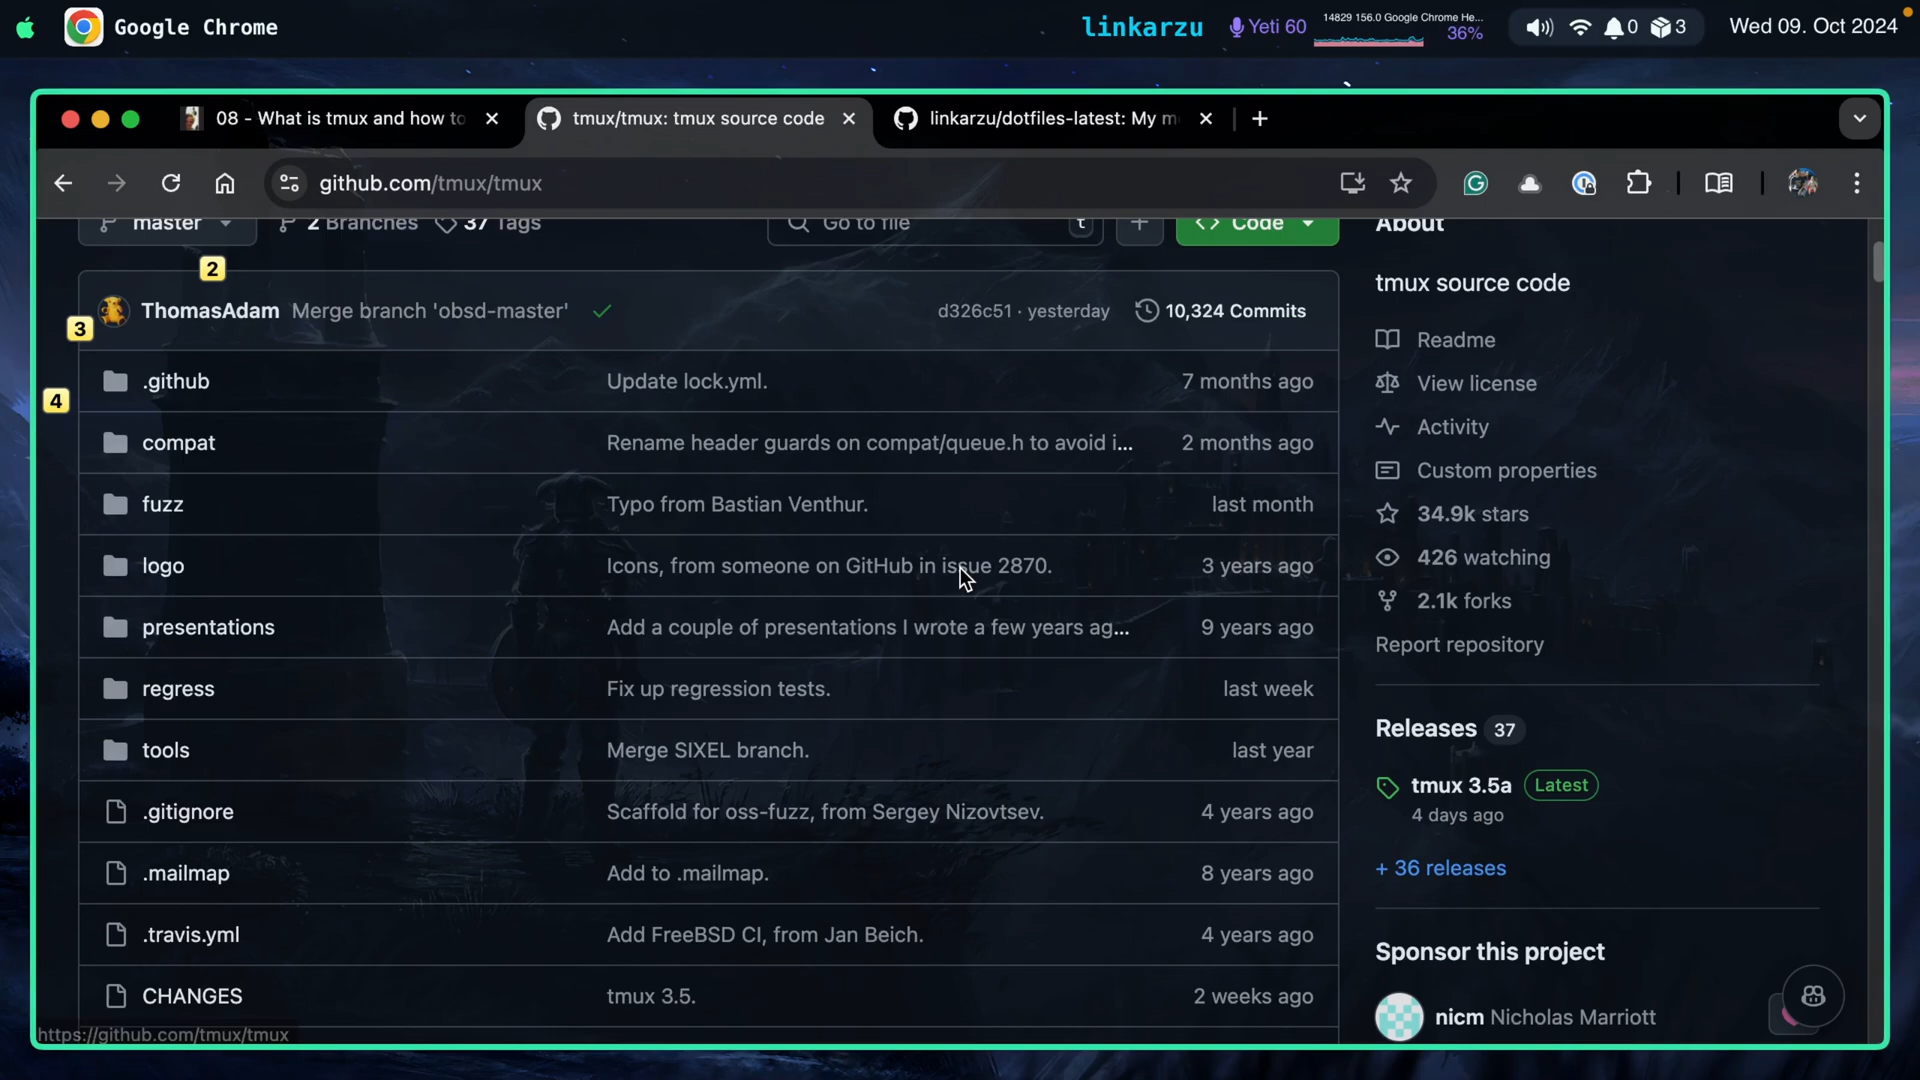 Google Chrome
linkarzu
Yeti 60
14829 156.0 Google Chrome He...
36%
0
3
Wed 09. Oct 2024
08 - What is tmux and how to
tmux/tmux: tmux source code
linkarzu/dotfiles-latest: My m
github.com/tmux/tmux
master
2 Branches
37 Tags
Go to file
t
Code
About
2
tmux source code
ThomasAdam Merge branch 'obsd-master'
d326c51 · yesterday
10,324 Commits
3
Readme
.github
Update lock.yml.
7 months ago
View license
4
Activity
compat
Rename header guards on compat/queue.h to avoid i...
2 months ago
Custom properties
fuzz
Typo from Bastian Venthur.
last month
34.9k stars
logo
Icons, from someone on GitHub in issue 2870.
3 years ago
426 watching
2.1k forks
presentations
Add a couple of presentations I wrote a few years ag...
9 years ago
Report repository
regress
Fix up regression tests.
last week
Releases 37
tools
Merge SIXEL branch.
last year
tmux 3.5a
Latest
4 days ago
.gitignore
Scaffold for oss-fuzz, from Sergey Nizovtsev.
4 years ago
+ 36 releases
.mailmap
Add to .mailmap.
8 years ago
.travis.yml
Add FreeBSD CI, from Jan Beich.
4 years ago
Sponsor this project
CHANGES
tmux 3.5.
2 weeks ago
nicm Nicholas Marriott
https://github.com/tmux/tmux